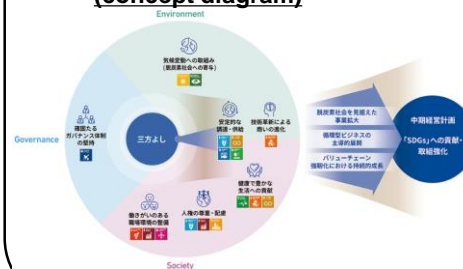 (concept diagram)
Environment
気候変動への取組み
(脱炭素社会への寄与)
安定的な
調達・供給
技術革新による
商いの進化
確固たる
ガバナンス体制
の堅持
Governance
三方よし
健康で豊かな
生活への貢献
働きがいのある
職場環境の整備
人権の尊重・配慮
Society
脱炭素社会を見据えた
事業拡大
循環型ビジネスの
主導的展開
バリューチェーン
強靭化における持続的成長
中期経営計画
「SDGs」への貢献・
取組強化